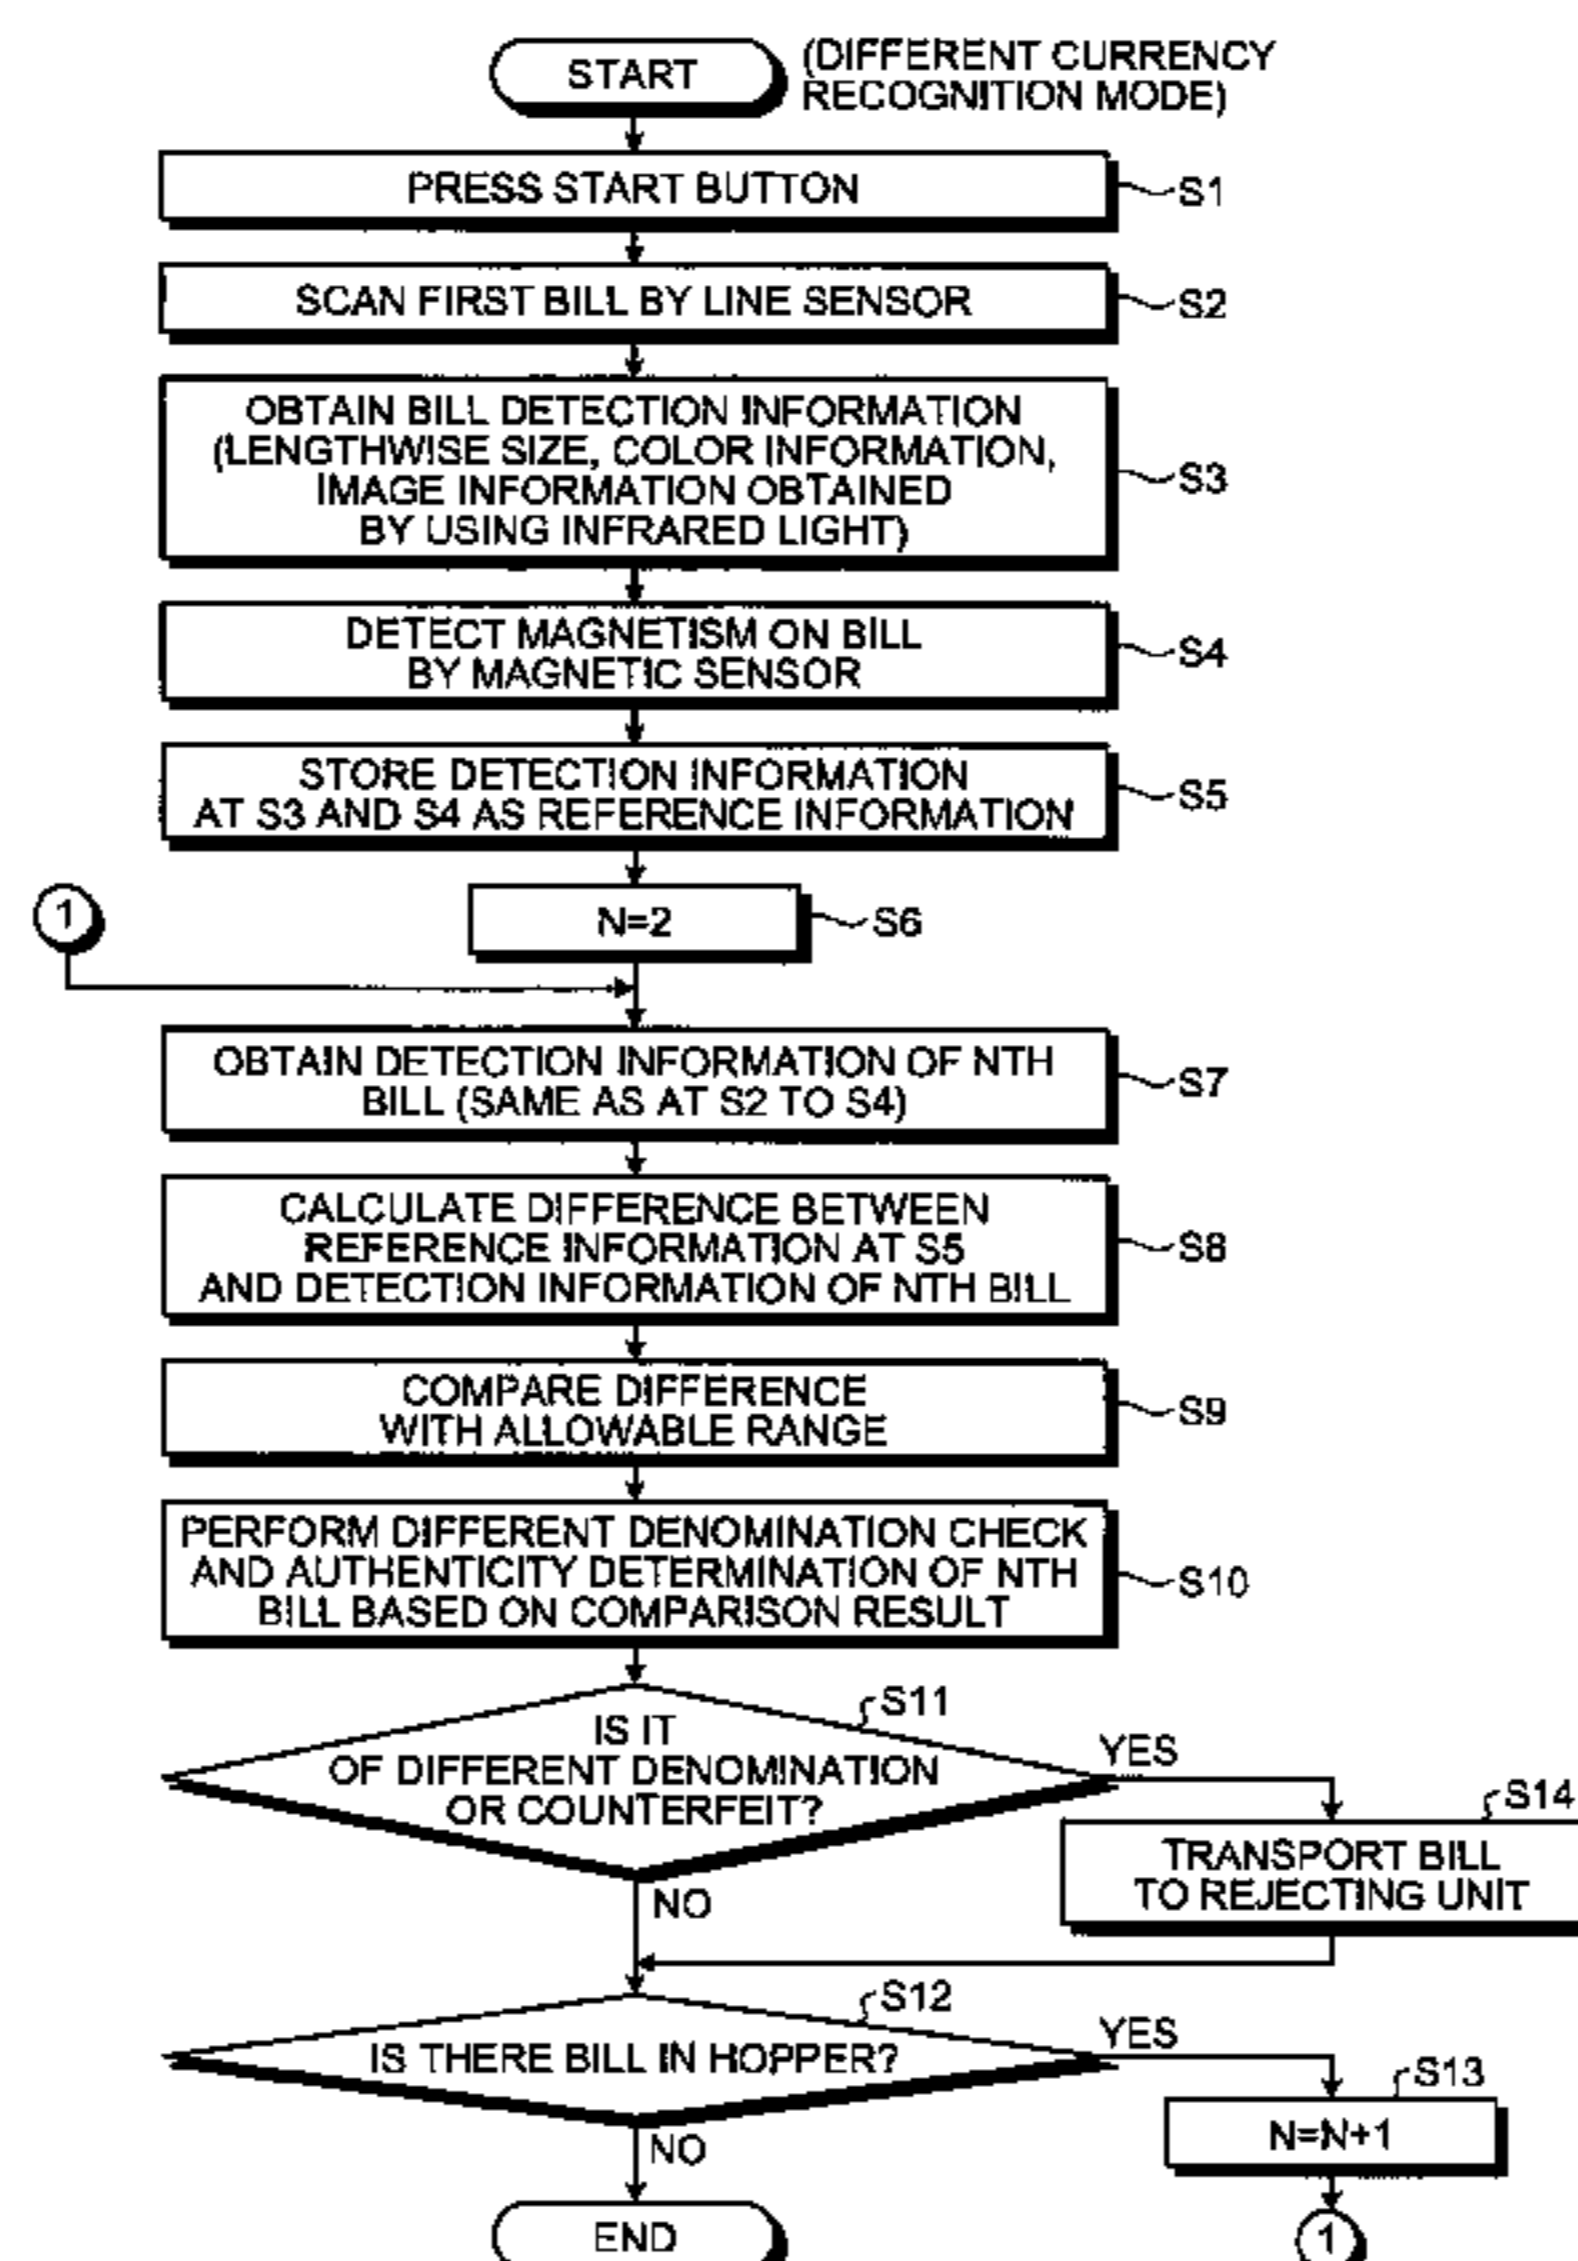 START
(DIFFERENT CURRENCY
RECOGNITION MODE)
PRESS START BUTTON
S1
SCAN FIRST BILL BY LINE SENSOR
S2
OBTAIN BILL DETECTION INFORMATION
(LENGTHWISE SIZE, COLOR INFORMATION,
IMAGE INFORMATION OBTAINED
BY USING INFRARED LIGHT)
S3
DETECT MAGNETISM ON BILL
BY MAGNETIC SENSOR
S4
STORE DETECTION INFORMATION
AT S3 AND S4 AS REFERENCE INFORMATION
S5
1
N=2
S6
OBTAIN DETECTION INFORMATION OF NTH
BILL (SAME AS AT S2 TO S4)
S7
CALCULATE DIFFERENCE BETWEEN
REFERENCE INFORMATION AT S5
AND DETECTION INFORMATION OF NTH BILL
S8
COMPARE DIFFERENCE
WITH ALLOWABLE RANGE
S9
PERFORM DIFFERENT DENOMINATION CHECK
AND AUTHENTICITY DETERMINATION OF NTH
BILL BASED ON COMPARISON RESULT
S10
S11
IS IT
OF DIFFERENT DENOMINATION
OR COUNTERFEIT?
YES
S14
TRANSPORT BILL
TO REJECTING UNIT
NO
S12
IS THERE BILL IN HOPPER?
YES
S13
N=N+1
NO
END
1